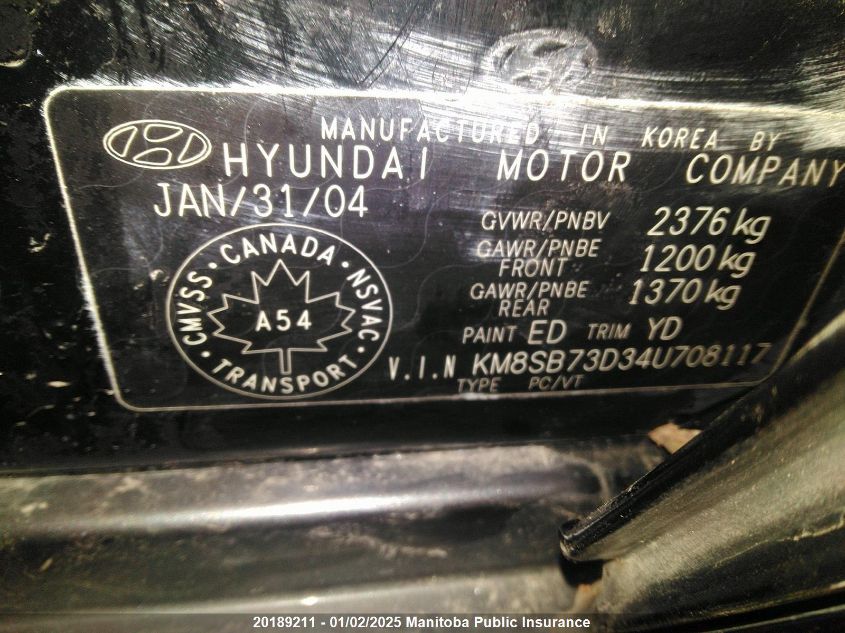 MANUFACTURED IN KOREA BY
HYUNDAI MOTOR COMPANY
JAN/31/04
GVWR/PNBV 2376 kg
GAWR/PNBE FRONT 1200 kg
GAWR/PNBE REAR 1370 kg
PAINT ED TRIM YD
V.I.N KM8SB73D34U708117
TYPE PC/VT
CMVSS · CANADA · NSVAC · TRANSPORT ·
A54
20189211 - 01/02/2025 Manitoba Public Insurance